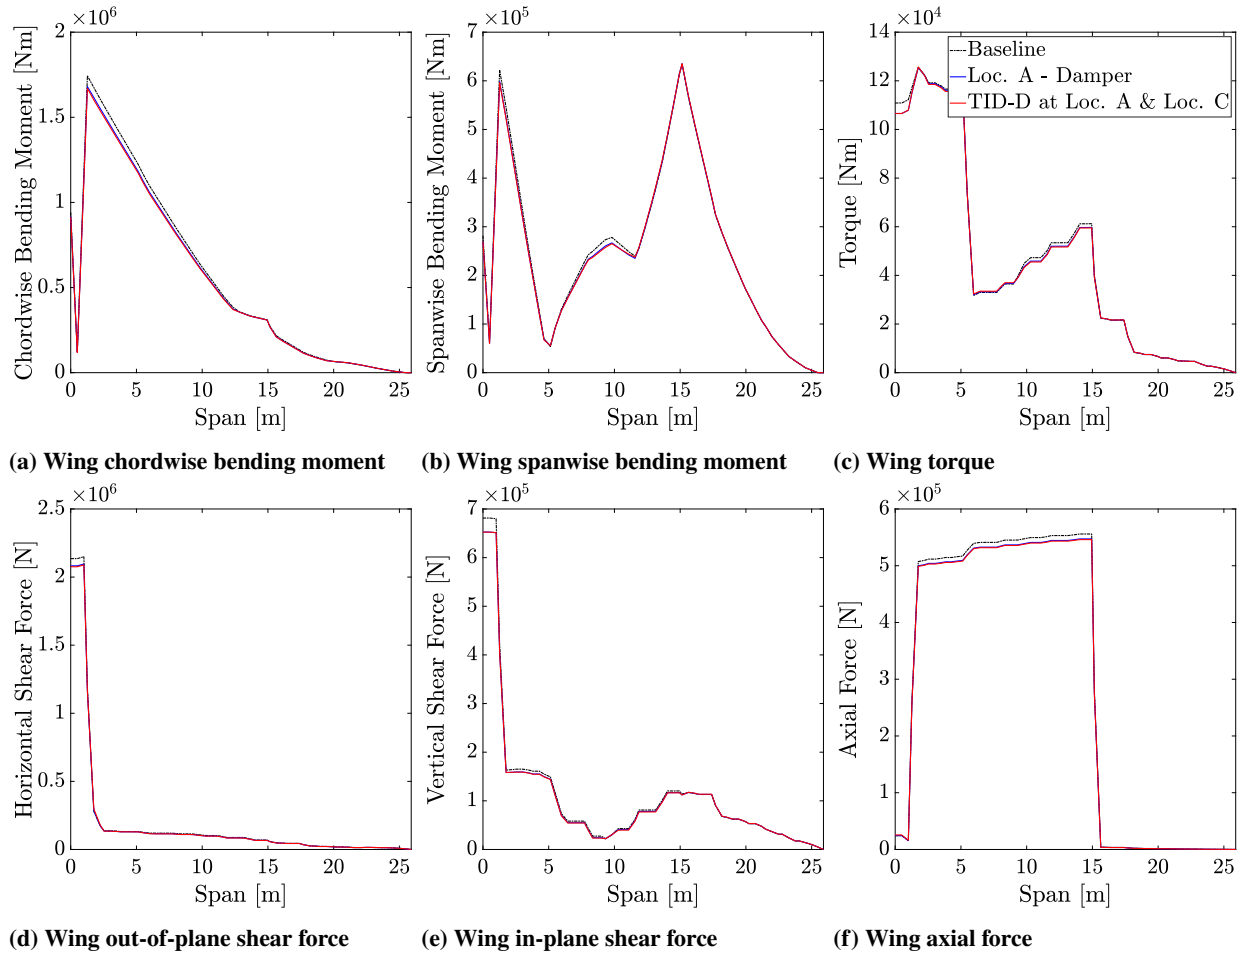 ×10^6
2
1.5
1
0.5
0
0 5 10 15 20 25
Chordwise Bending Moment [Nm]
Span [m]
(a) Wing chordwise bending moment
×10^5
7
6
5
4
3
2
1
0
0 5 10 15 20 25
Spanwise Bending Moment [Nm]
Span [m]
(b) Wing spanwise bending moment
×10^4
14
12
10
8
6
4
2
0
0 5 10 15 20 25
Torque [Nm]
Span [m]
Baseline
Loc. A - Damper
TID-D at Loc. A & Loc. C
(c) Wing torque
×10^6
2.5
2
1.5
1
0.5
0
0 5 10 15 20 25
Horizontal Shear Force [N]
Span [m]
(d) Wing out-of-plane shear force
×10^5
7
6
5
4
3
2
1
0
0 5 10 15 20 25
Vertical Shear Force [N]
Span [m]
(e) Wing in-plane shear force
×10^5
6
5
4
3
2
1
0
0 5 10 15 20 25
Axial Force [N]
Span [m]
(f) Wing axial force